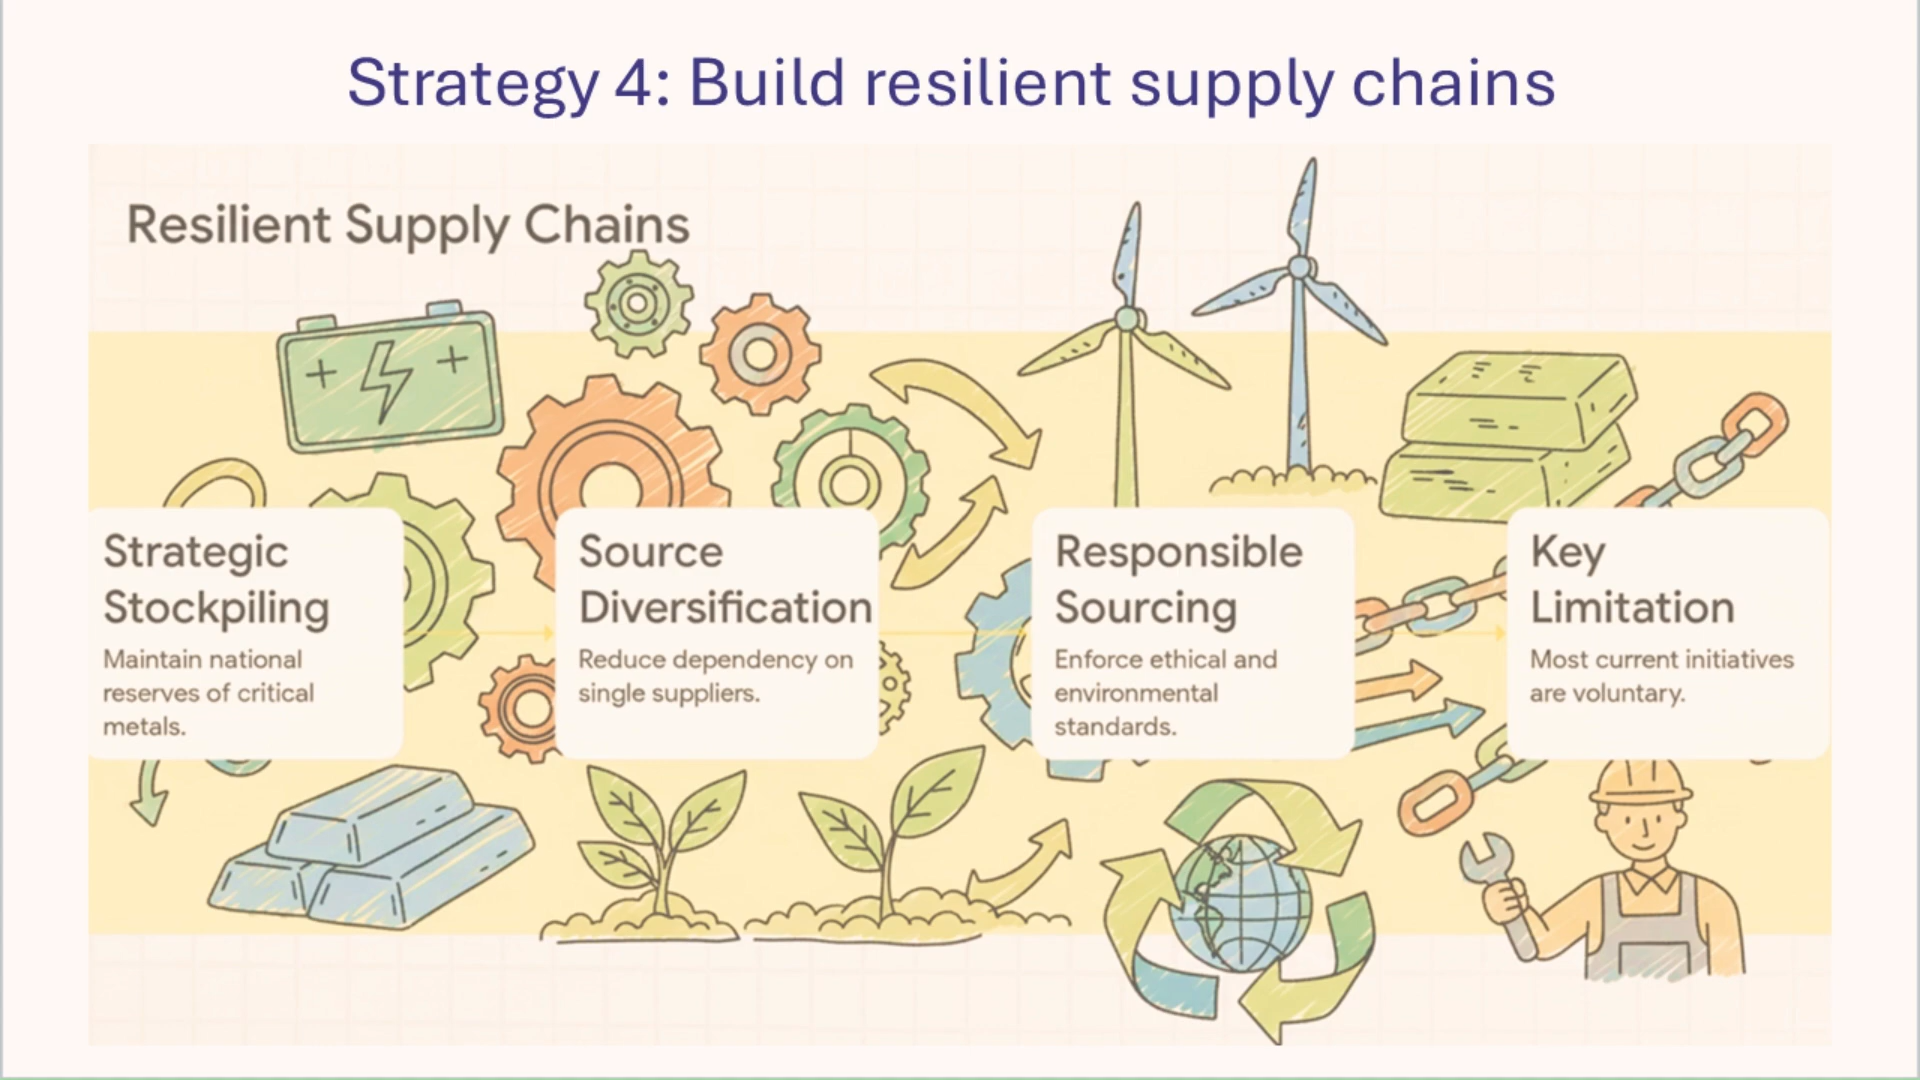 Strategy 4: Build resilient supply chains
Resilient Supply Chains
Strategic
Stockpiling
Maintain national
reserves of critical
metals.
Source
Diversification
Reduce dependency on
single suppliers.
Responsible
Sourcing
Enforce ethical and
environmental
standards.
Key
Limitation
Most current initiatives
are voluntary.